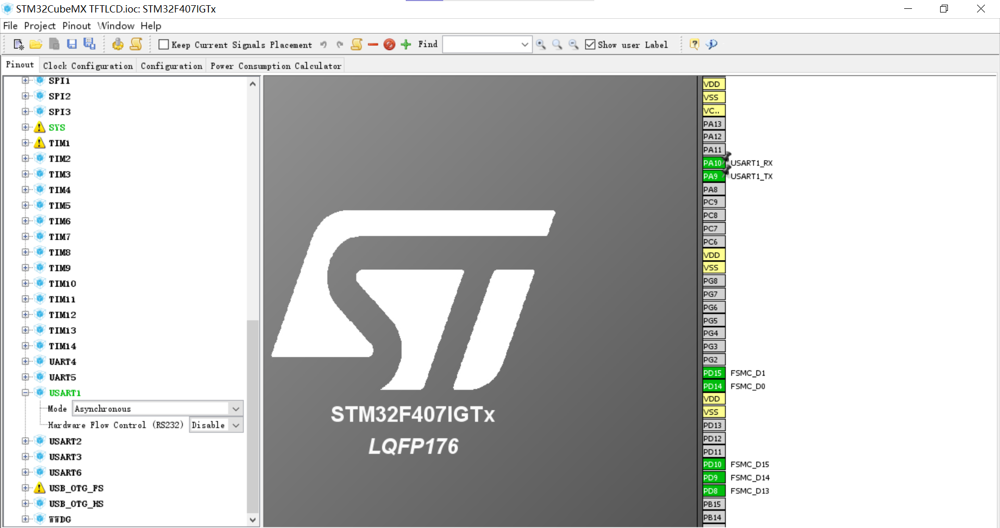 STM32CubeMX TFTLCD.ioc: STM32F407IGTx
File Project Pinout Window Help
Keep Current Signals Placement Find Show user Label
Pinout Clock Configuration Configuration Power Consumption Calculator
SPI1
SPI2
SPI3
SYS
TIM1
TIM2
TIM3
TIM4
TIM5
TIM6
TIM7
TIM8
TIM9
TIM10
TIM11
TIM12
TIM13
TIM14
UART4
UART5
USART1
Mode Asynchronous
Hardware Flow Control (RS232) Disable
USART2
USART3
USART6
USB_OTG_FS
USB_OTG_HS
WWDG
ST
STM32F407IGTx
LQFP176
VDD
VSS
VC..
PA13
PA12
PA11
PA10 USART1_RX
PA9 USART1_TX
PA8
PC9
PC8
PC7
PC6
VDD
VSS
PG8
PG7
PG6
PG5
PG4
PG3
PG2
PD15 FSMC_D1
PD14 FSMC_D0
VDD
VSS
PD13
PD12
PD11
PD10 FSMC_D15
PD9 FSMC_D14
PD8 FSMC_D13
PB15
PB14